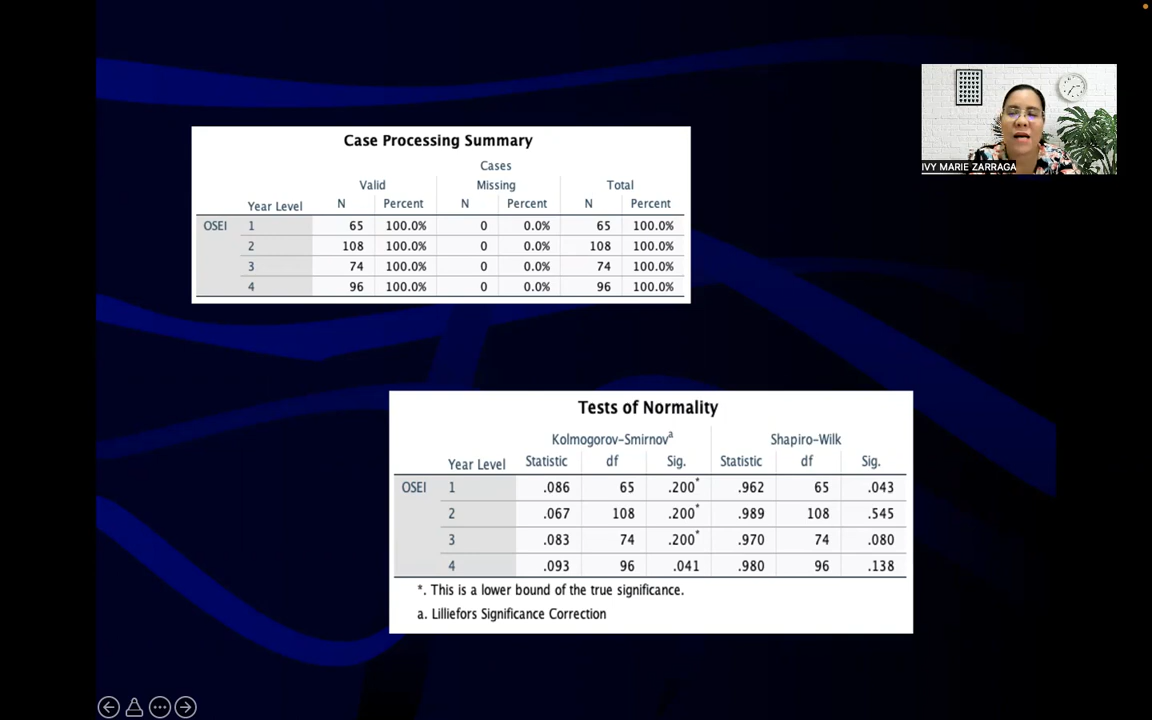 Case Processing Summary
Cases
Valid Missing Total
Year Level N Percent N Percent N Percent
OSEI 1 65 100.0% 0 0.0% 65 100.0%
2 108 100.0% 0 0.0% 108 100.0%
3 74 100.0% 0 0.0% 74 100.0%
4 96 100.0% 0 0.0% 96 100.0%
IVY MARIE ZARRAGA
Tests of Normality
Kolmogorov-Smirnovᵃ Shapiro-Wilk
Year Level Statistic df Sig. Statistic df Sig.
OSEI 1 .086 65 .200* .962 65 .043
2 .067 108 .200* .989 108 .545
3 .083 74 .200* .970 74 .080
4 .093 96 .041 .980 96 .138
*. This is a lower bound of the true significance.
a. Lilliefors Significance Correction